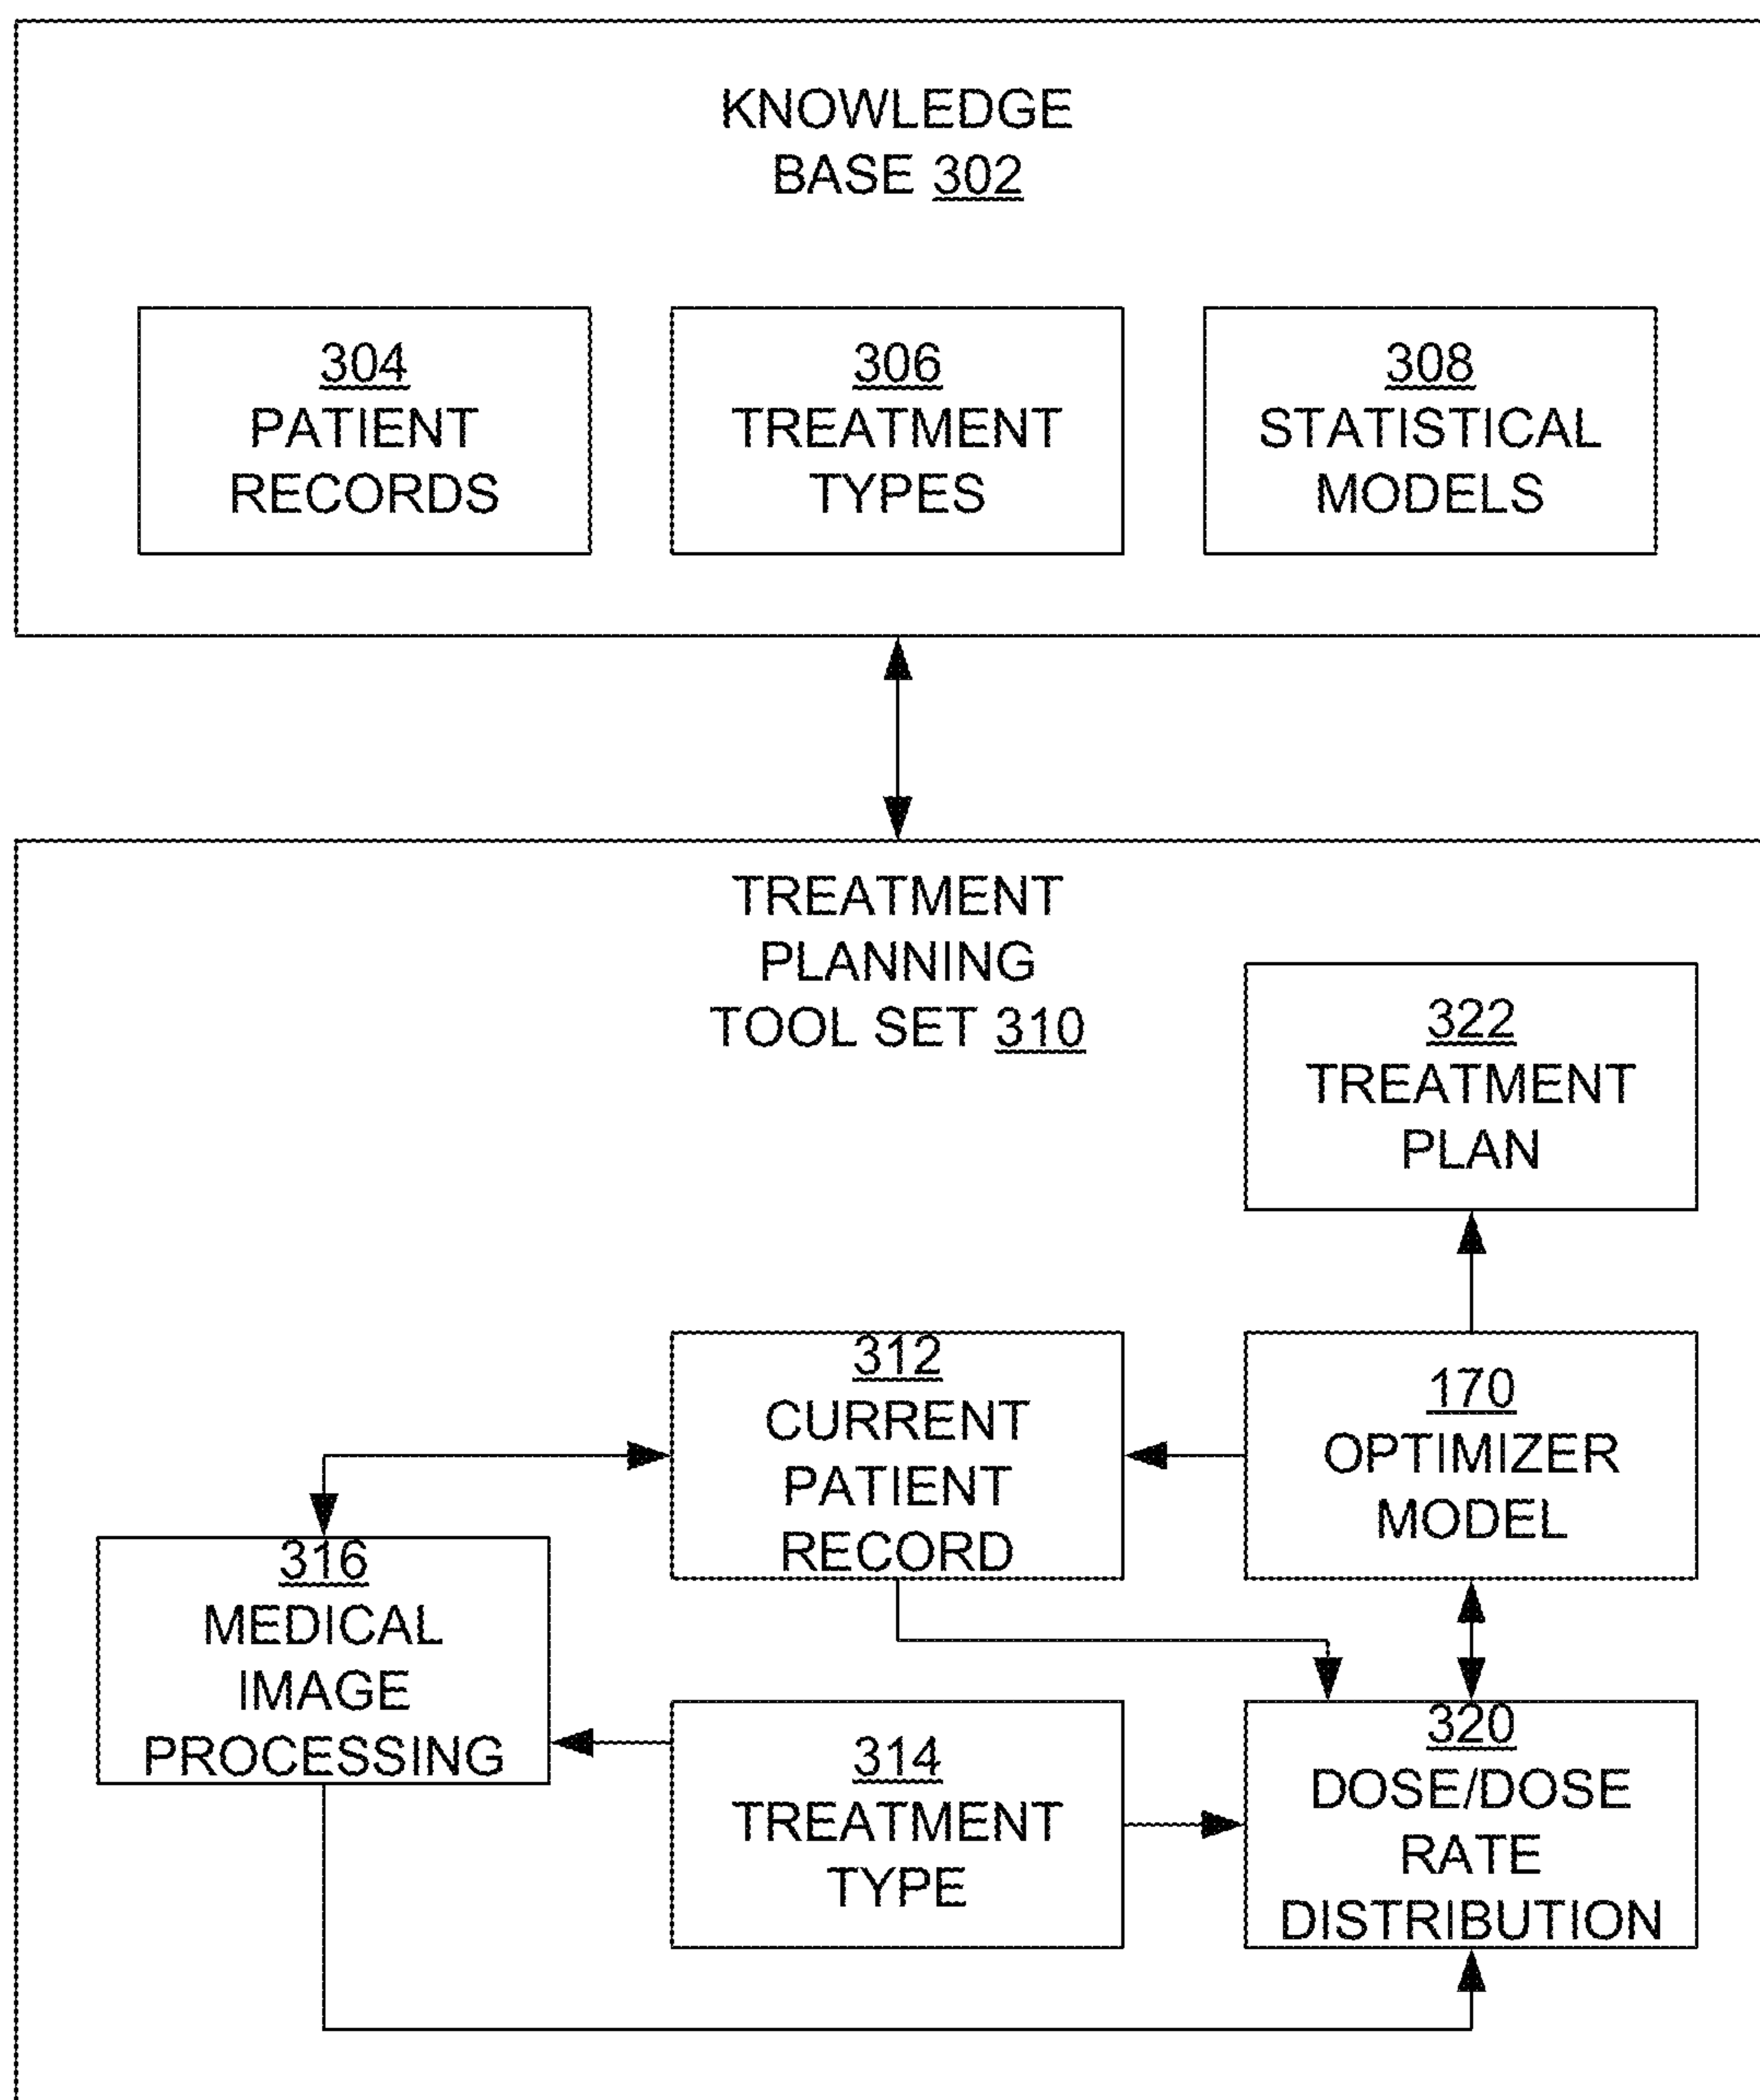 KNOWLEDGE
BASE 302
304
PATIENT
RECORDS
306
TREATMENT
TYPES
308
STATISTICAL
MODELS
TREATMENT
PLANNING
TOOL SET 310
322
TREATMENT
PLAN
312
CURRENT
PATIENT
RECORD
170
OPTIMIZER
MODEL
316
MEDICAL
IMAGE
PROCESSING
314
TREATMENT
TYPE
320
DOSE/DOSE
RATE
DISTRIBUTION